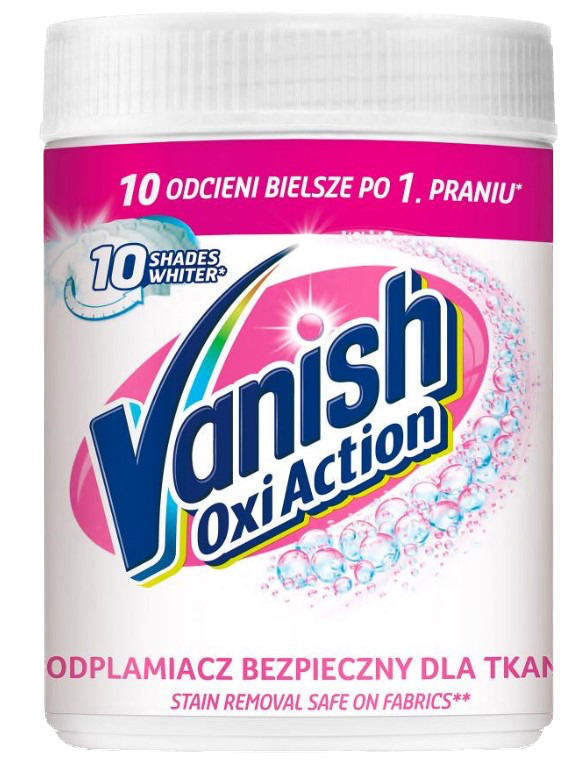 10 ODCIENI BIELSZE PO 1. PRANIU*
10 SHADES
WHITER*
Vanish
Oxi Action
ODPLAMIACZ BEZPIECZNY DLA TKAN
STAIN REMOVAL SAFE ON FABRICS**